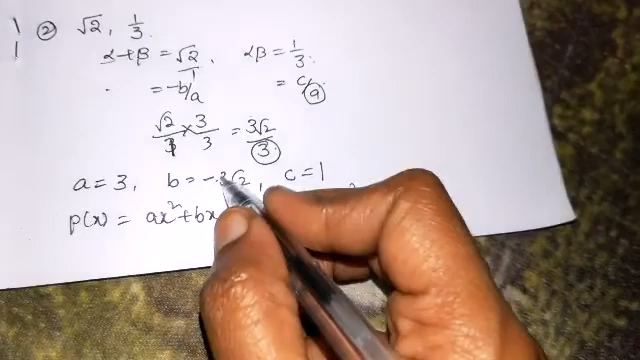 ② √2, 1/3
α+β = √2, αβ = 1/3.
= -b/a = c/a
√2/1 × 3/3 = 3√2/3
a = 3, b = -3√2, c = 1
p(x) = ax² + bx